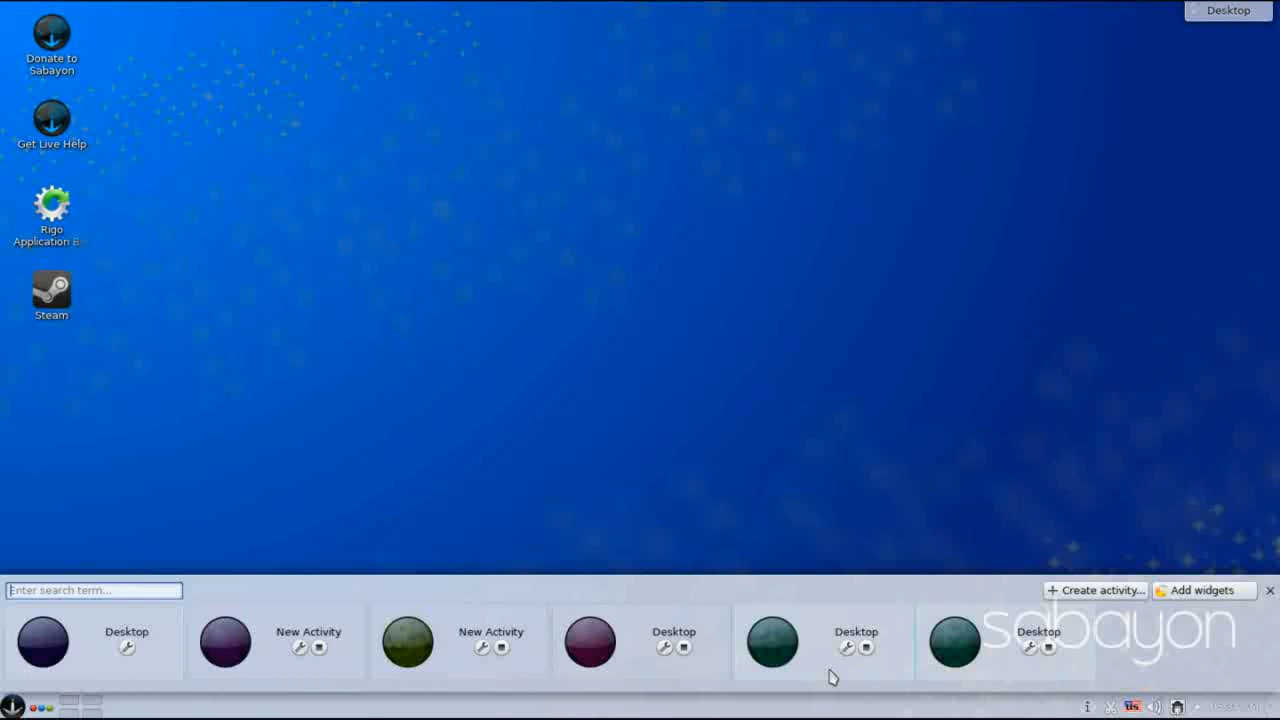 Desktop
Donate to
Sabayon
Get Live Help
Rigo
Application B
Steam
Enter search term...
+ Create activity...
Add widgets
Desktop
New Activity
New Activity
Desktop
Desktop
Desktop
sabayon
us